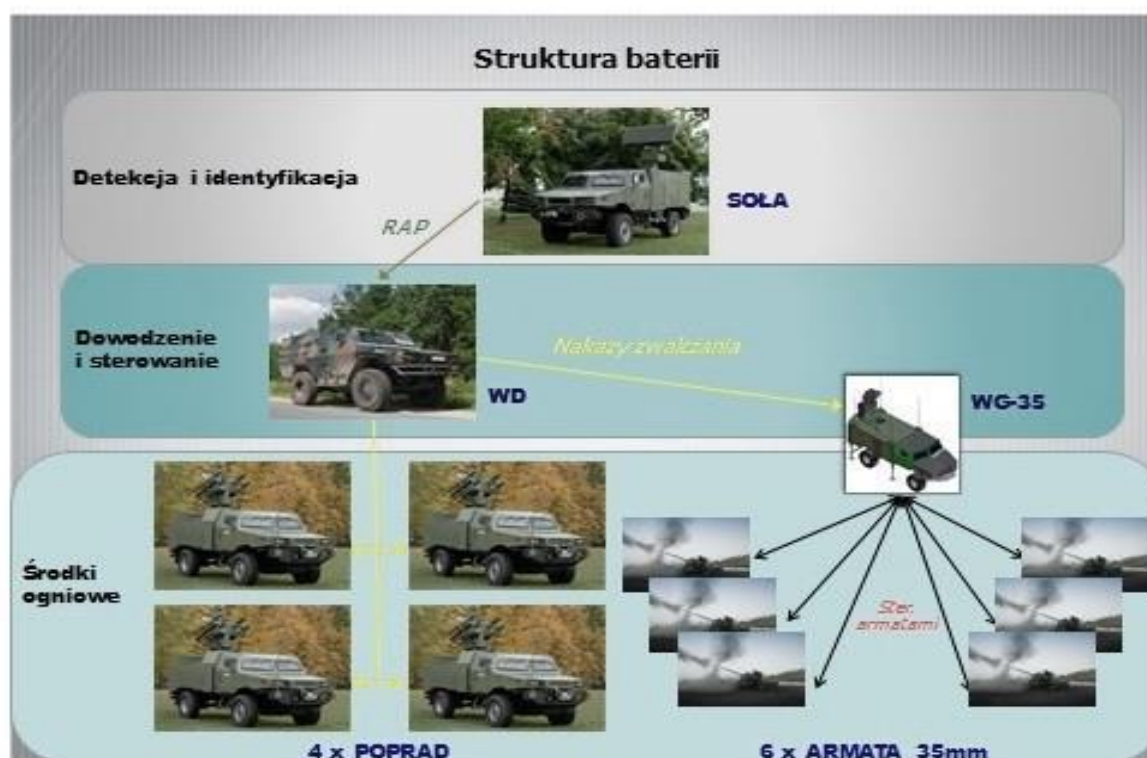 Struktura baterii
Detekcja i identyfikacja
SOŁA
RAP
Dowodzenie
i sterowanie
Nakazy zwalczania
WD
WG-35
Środki
ogniowe
Ster.
armatami
4 x POPRAD
6 x ARMATA 35mm